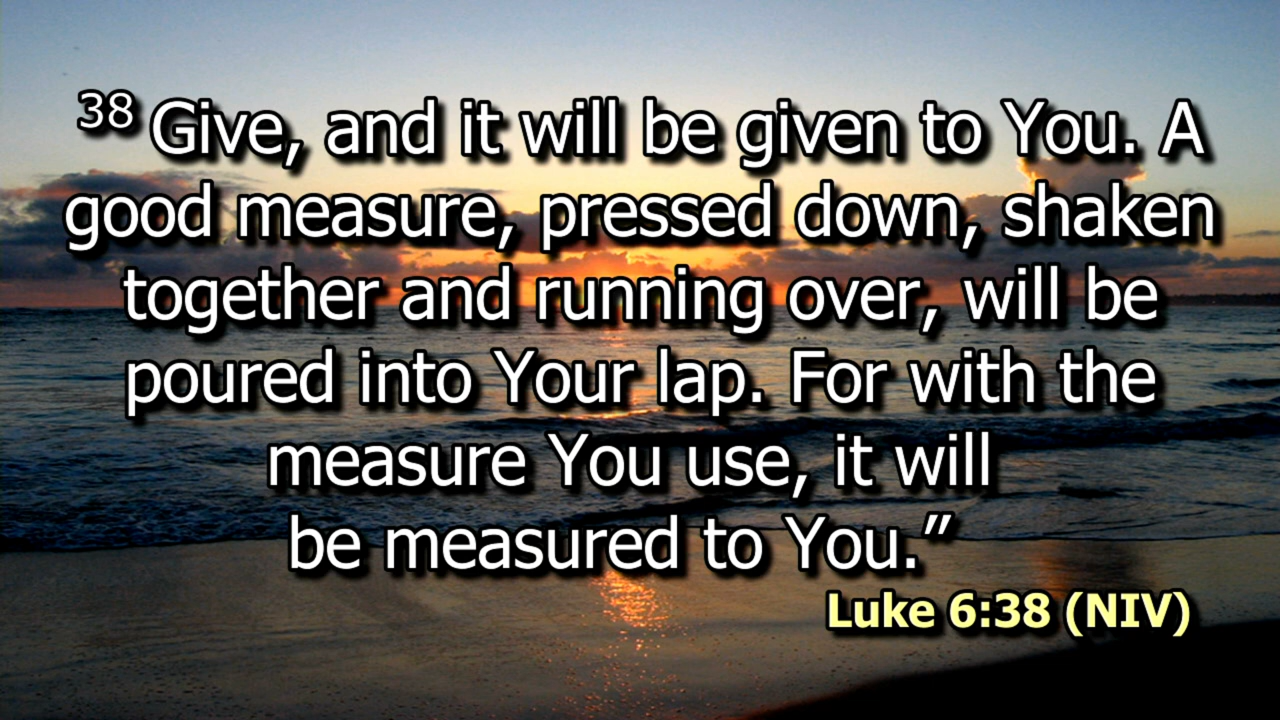 38 Give, and it will be given to You. A
good measure, pressed down, shaken
together and running over, will be
poured into Your lap. For with the
measure You use, it will
be measured to You.”
Luke 6:38 (NIV)